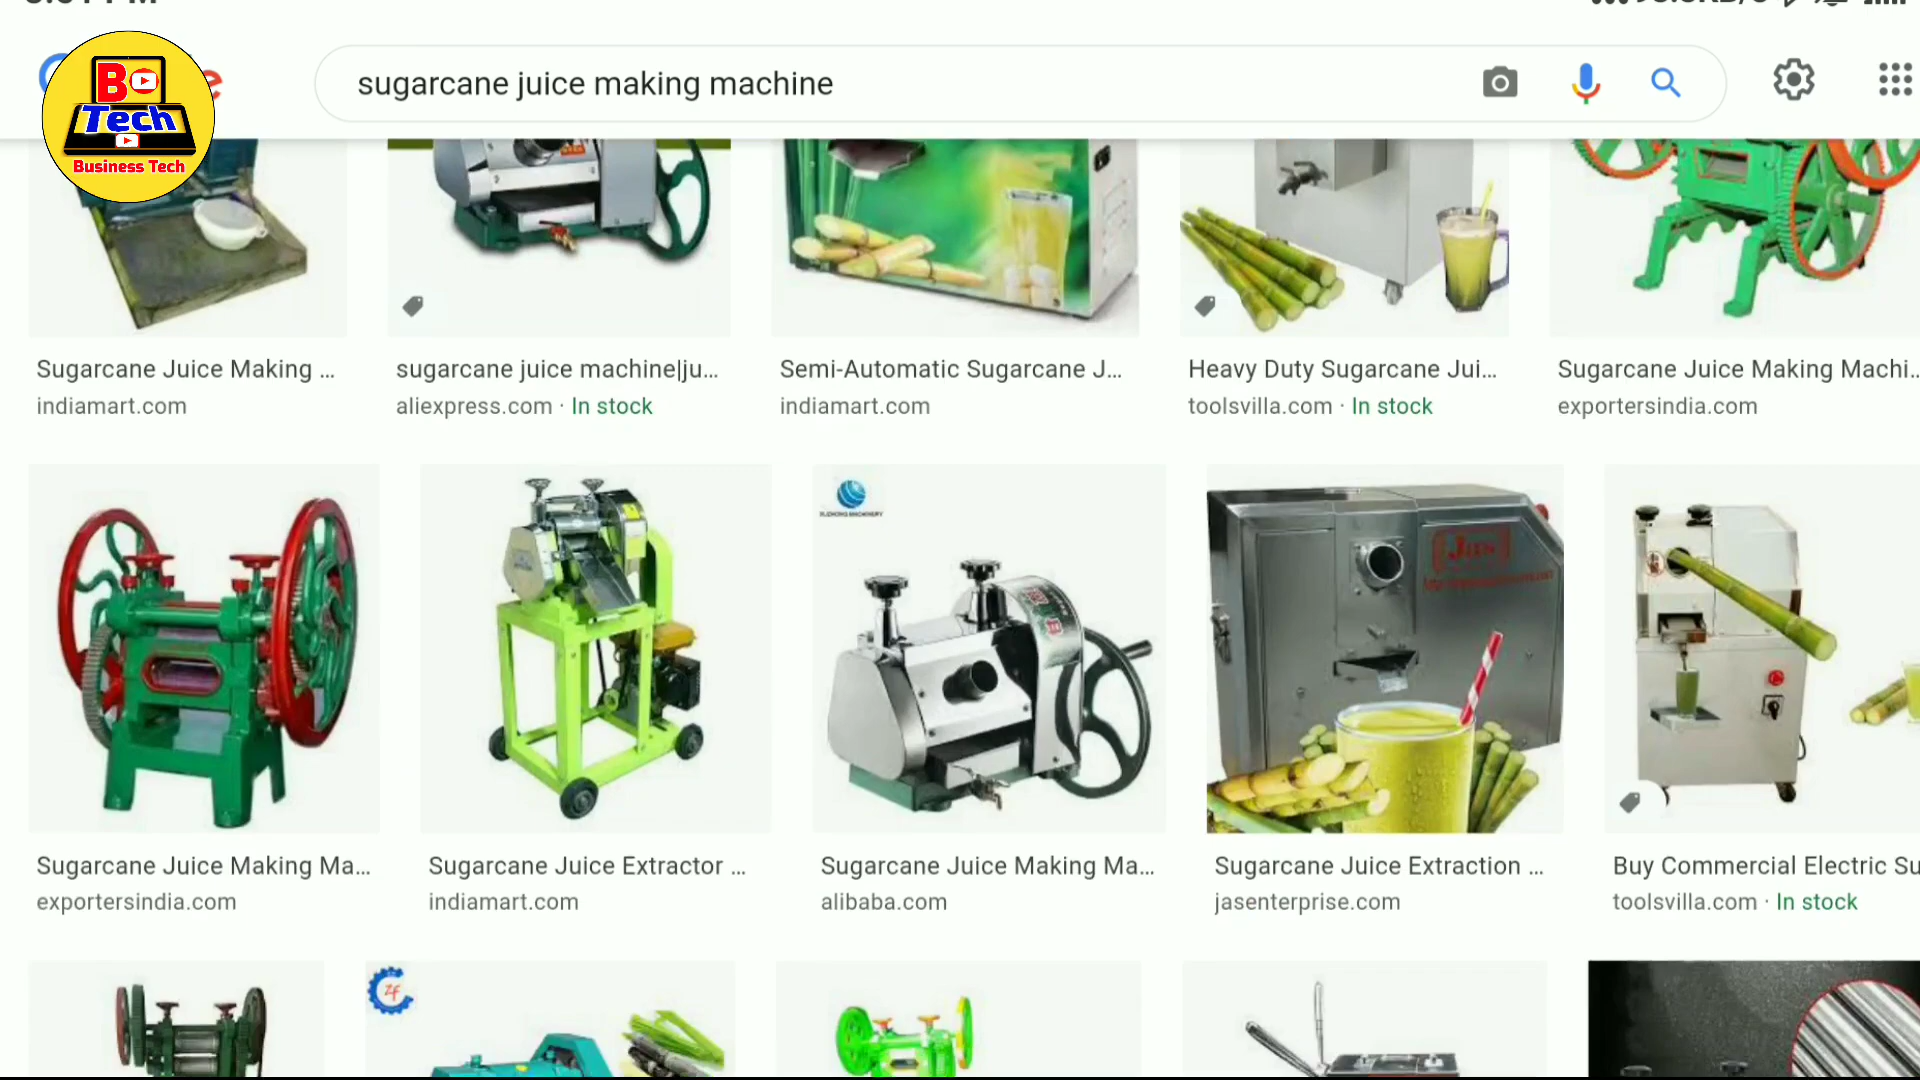 sugarcane juice making machine
B
Tech
Business Tech
Sugarcane Juice Making ...
indiamart.com
sugarcane juice machine|ju...
aliexpress.com · In stock
Semi-Automatic Sugarcane J...
indiamart.com
Heavy Duty Sugarcane Jui...
toolsvilla.com · In stock
Sugarcane Juice Making Machi...
exportersindia.com
Sugarcane Juice Making Ma...
exportersindia.com
Sugarcane Juice Extractor ...
indiamart.com
Sugarcane Juice Making Ma...
alibaba.com
Sugarcane Juice Extraction ...
jasenterprise.com
Buy Commercial Electric Su
toolsvilla.com · In stock
ZF